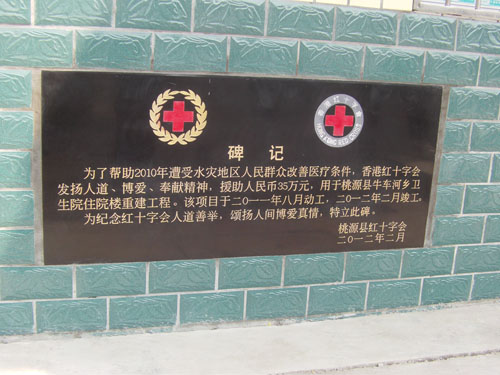 碑记
为了帮助2010年遭受水灾地区人民群众改善医疗条件，香港红十字会
发扬人道、博爱、奉献精神，援助人民币35万元，用于桃源县牛车河乡卫
生院住院楼重建工程。该项目于二0一一年八月动工，二0一二年二月竣工。
为纪念红十字会人道善举，颂扬人间博爱真情，特立此碑。
桃源县红十字会
二0一二年二月